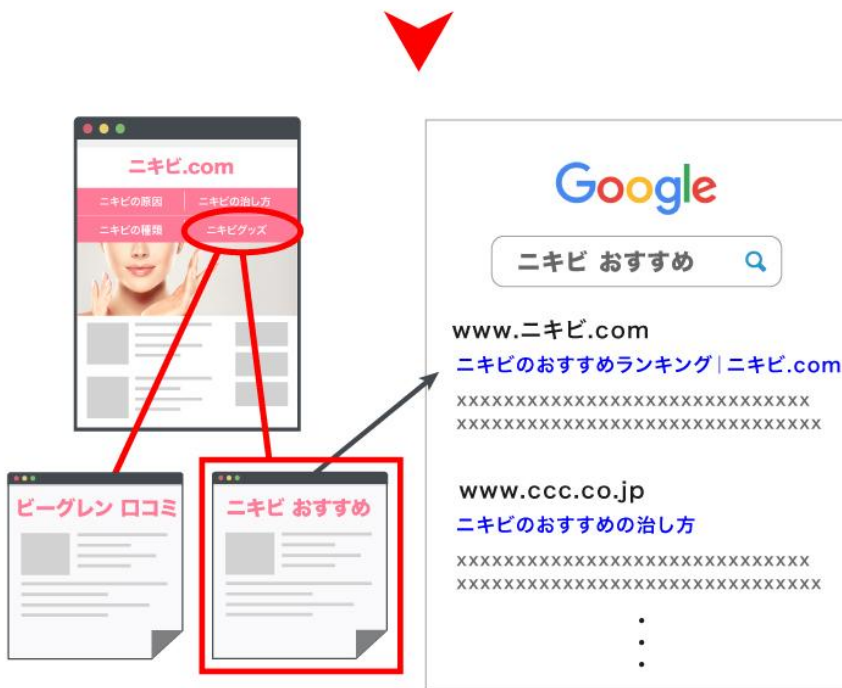 ニキビ.com
ニキビの原因 ニキビの治し方
ニキビの種類 ニキビグッズ
ビーグレン 口コミ
ニキビ おすすめ
Google
ニキビ おすすめ
www.ニキビ.com
ニキビのおすすめランキング|ニキビ.com
xxxxxxxxxxxxxxxxxxxxxxxxxxxxxx
xxxxxxxxxxxxxxxxxxxxxxxxxxxxxxx
www.ccc.co.jp
ニキビのおすすめの治し方
xxxxxxxxxxxxxxxxxxxxxxxxxxxxxx
xxxxxxxxxxxxxxxxxxxxxxxxxxxxxxx